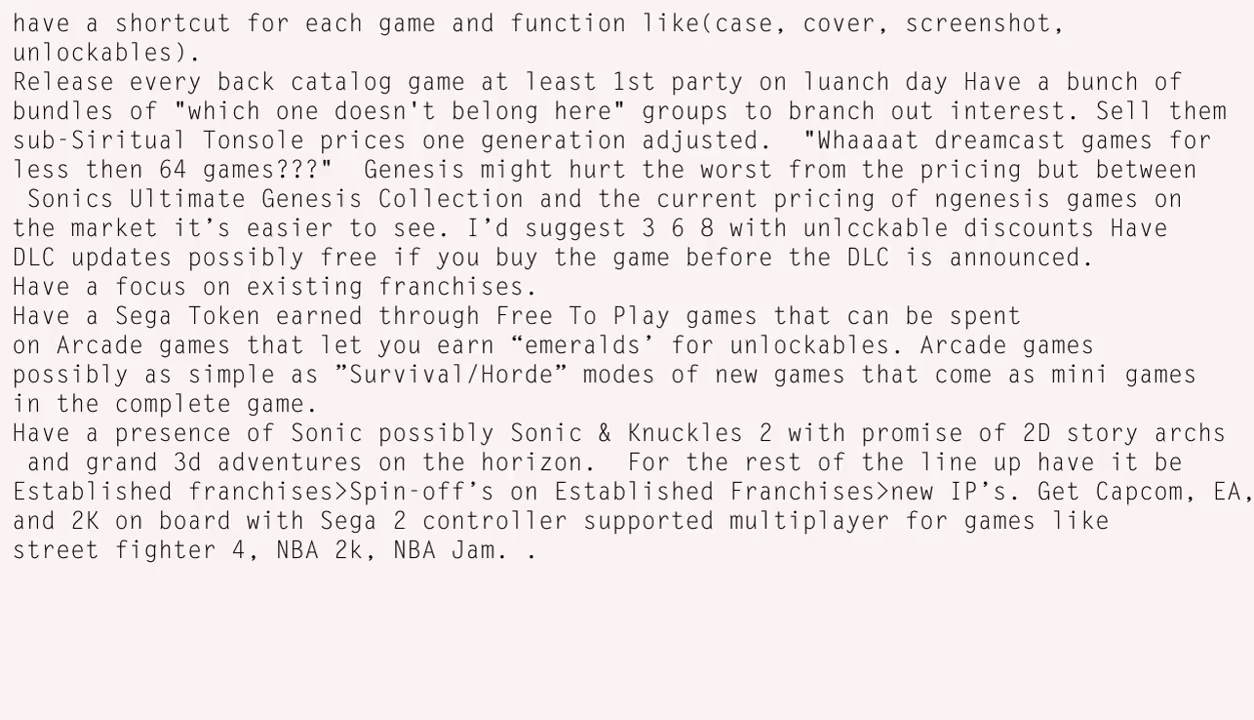 have a shortcut for each game and function like(case, cover, screenshot,
unlockables).
Release every back catalog game at least 1st party on luanch day Have a bunch of
bundles of "which one doesn't belong here" groups to branch out interest. Sell them
sub-Siritual Tonsole prices one generation adjusted.  "Whaaaat dreamcast games for
less then 64 games???"  Genesis might hurt the worst from the pricing but between
 Sonics Ultimate Genesis Collection and the current pricing of ngenesis games on
the market it’s easier to see. I’d suggest 3 6 8 with unlcckable discounts Have
DLC updates possibly free if you buy the game before the DLC is announced.
Have a focus on existing franchises.
Have a Sega Token earned through Free To Play games that can be spent
on Arcade games that let you earn “emeralds’ for unlockables. Arcade games
possibly as simple as ”Survival/Horde” modes of new games that come as mini games
in the complete game.
Have a presence of Sonic possibly Sonic & Knuckles 2 with promise of 2D story archs
 and grand 3d adventures on the horizon.  For the rest of the line up have it be
Established franchises>Spin-off’s on Established Franchises>new IP’s. Get Capcom, EA,
and 2K on board with Sega 2 controller supported multiplayer for games like
street fighter 4, NBA 2k, NBA Jam. .